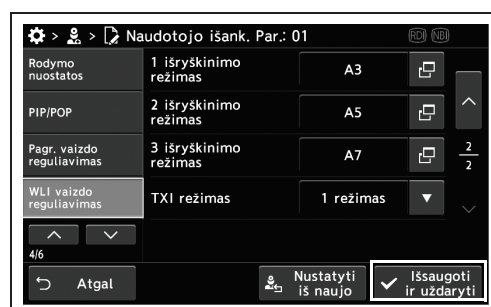 > > Naudotojo išank. Par.: 01 RDI NBI
Rodymo
nuostatos
1 išryškinimo
režimas
A3
PIP/POP
2 išryškinimo
režimas
A5
Pagr. vaizdo
reguliavimas
3 išryškinimo
režimas
A7
2
2
WLI vaizdo
reguliavimas
TXI režimas
1 režimas
4/6
Atgal
Nustatyti
iš naujo
Išsaugoti
ir uždaryti